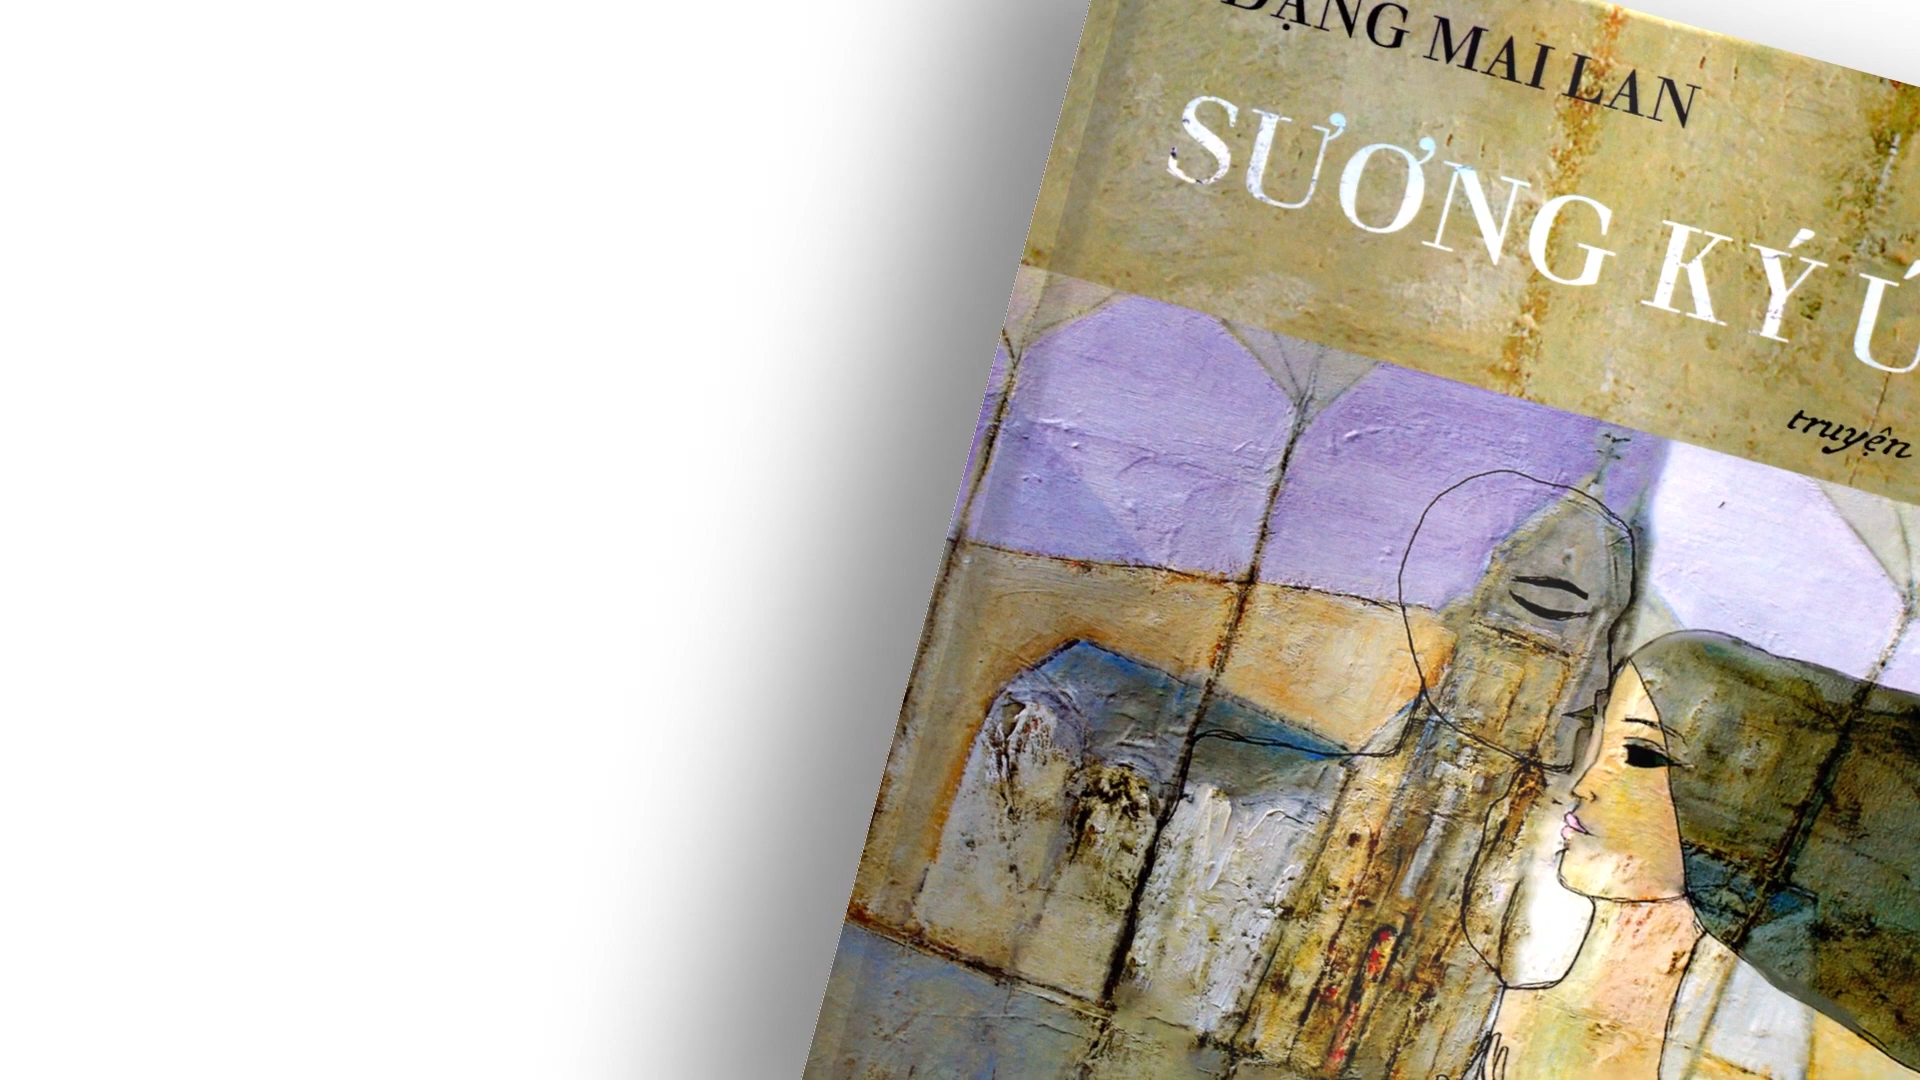 ĐẶNG MAI LAN
SƯƠNG KÝ Ứ
truyện